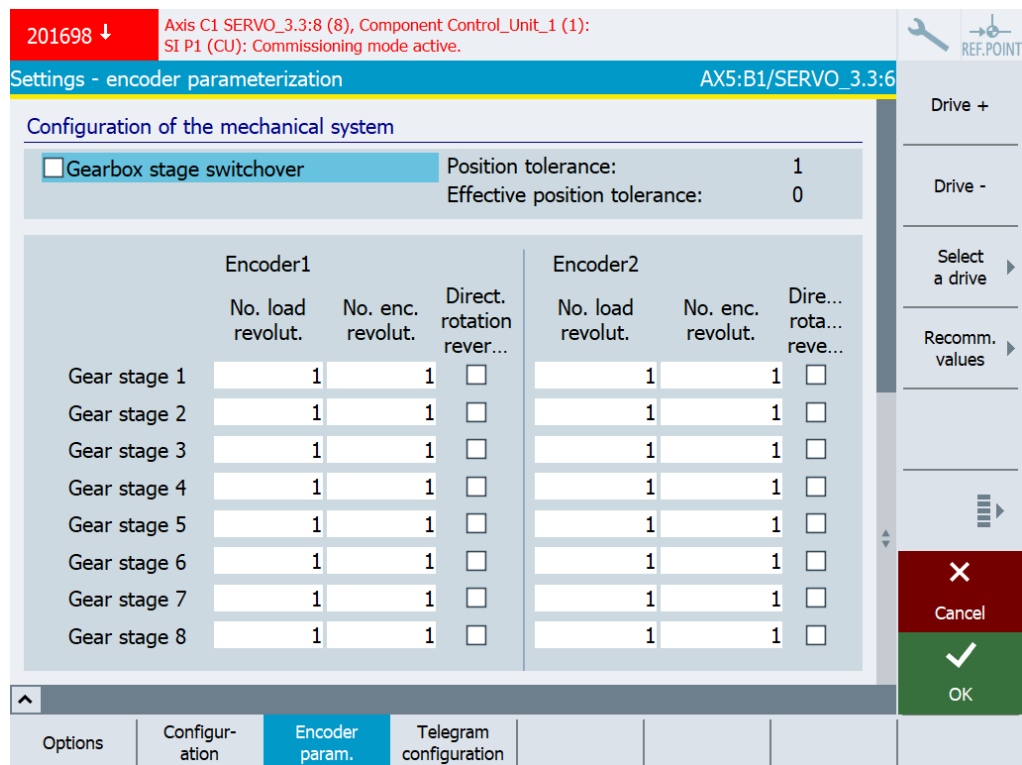 201698
Axis C1 SERVO_3.3:8 (8), Component Control_Unit_1 (1):
SI P1 (CU): Commissioning mode active.
REF.POINT
Settings - encoder parameterization
AX5:B1/SERVO_3.3:6
Configuration of the mechanical system
Gearbox stage switchover
Position tolerance: 1
Effective position tolerance: 0
Encoder1
Encoder2
No. load
revolut.
No. enc.
revolut.
Direct.
rotation
rever...
No. load
revolut.
No. enc.
revolut.
Dire...
rota...
reve...
Gear stage 1 1 1 1 1
Gear stage 2 1 1 1 1
Gear stage 3 1 1 1 1
Gear stage 4 1 1 1 1
Gear stage 5 1 1 1 1
Gear stage 6 1 1 1 1
Gear stage 7 1 1 1 1
Gear stage 8 1 1 1 1
Drive +
Drive -
Select
a drive
Recomm.
values
Cancel
OK
Options
Configur-
ation
Encoder
param.
Telegram
configuration